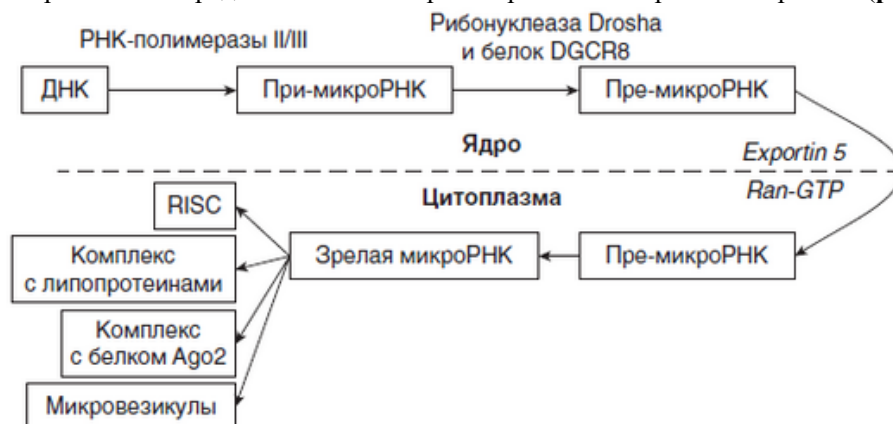 РНК-полимеразы II/III
Рибонуклеаза Drosha
и белок DGCR8
ДНК
При-микроРНК
Пре-микроРНК
Ядро
Exportin 5
Цитоплазма
Ran-GTP
RISC
Комплекс
с липопротеинами
Зрелая микроРНК
Пре-микроРНК
Комплекс
с белком Ago2
Микровезикулы